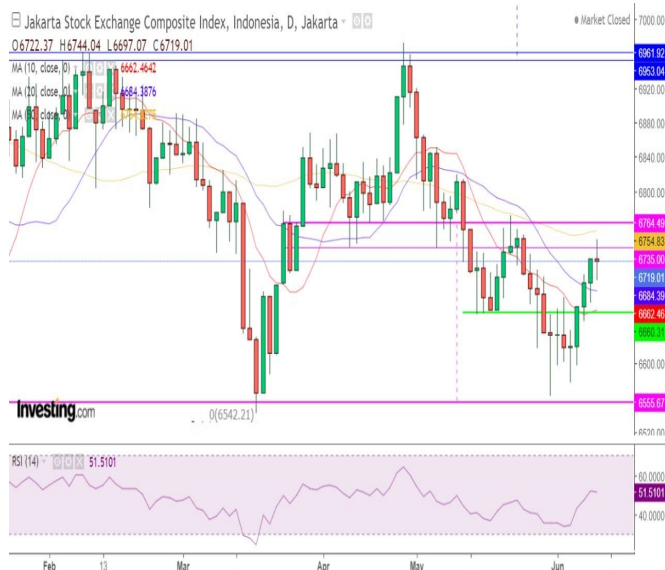 Jakarta Stock Exchange Composite Index, Indonesia, D, Jakarta
Market Closed
O6722.37 H6744.04 L6697.07 C6719.01
MA (10, close, 0) 6662.4642
MA (20, close, 0) 6684.3876
close, 0)
7000.00
6961.92
6953.04
6920.00
6880.00
6840.00
6800.00
6764.49
6754.83
6735.00
6719.01
6684.39
6662.46
6660.31
6600.00
6555.67
6520.00
Investing.com
0(6542.21)
RSI (14) 51.5101
60.0000
51.5101
40.0000
Feb 13 Mar Apr May Jun